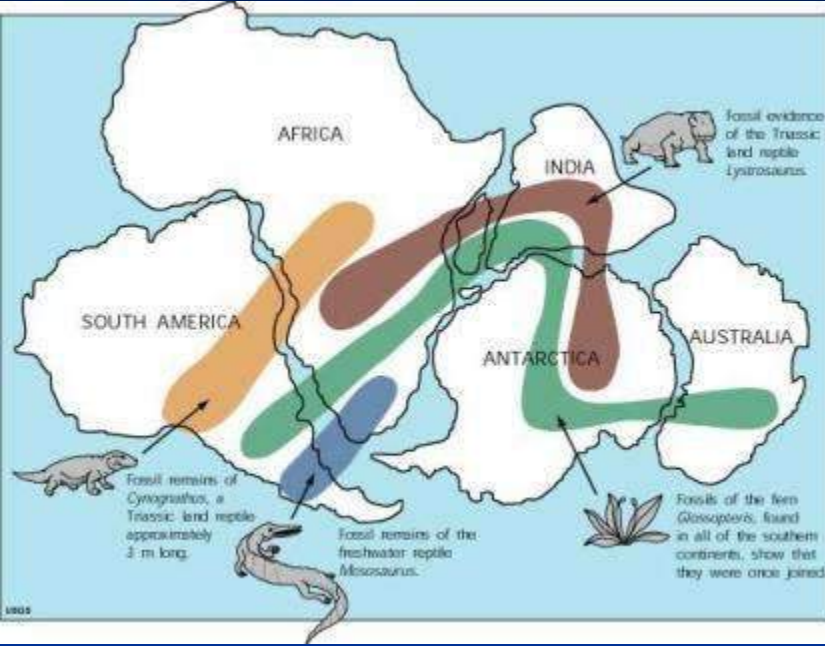 AFRICA
INDIA
Fossil evidence
of the Triassic
land reptile
Lystrosaurus.
SOUTH AMERICA
ANTARCTICA
AUSTRALIA
Fossil remains of
Cynognathus, a
Triassic land reptile
approximately
3 m long.
Fossil remains of the
freshwater reptile
Mesosaurus.
Fossils of the fern
Glossopteris, found
in all of the southern
continents, show that
they were once joined
USGS